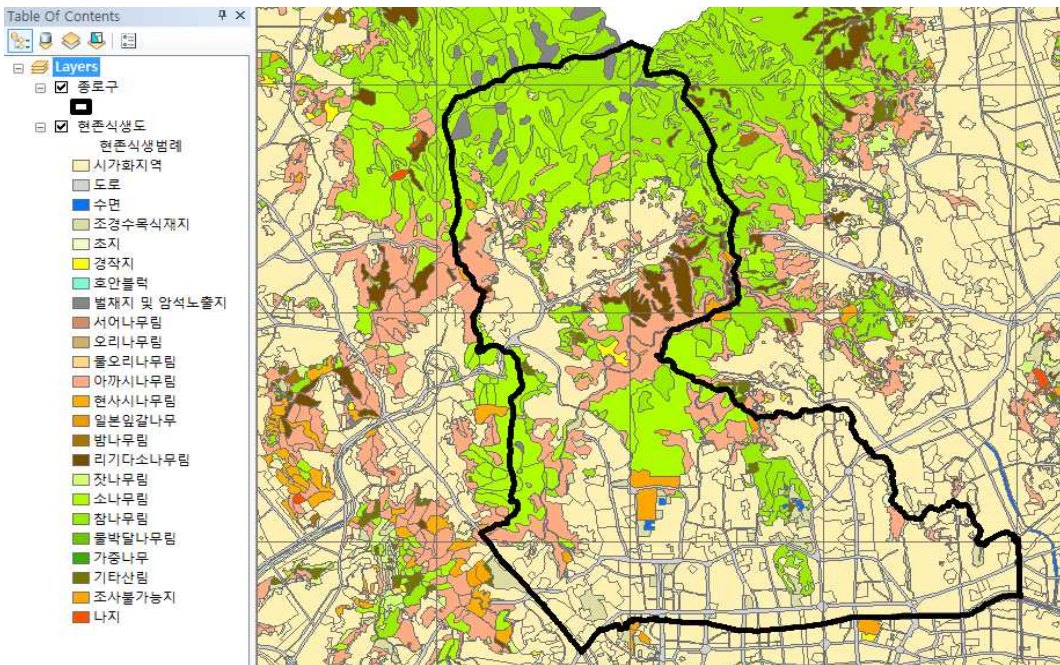 Table Of Contents
Layers
종로구
현존식생도
현존식생범례
시가화지역
도로
수면
조경수목식재지
초지
경작지
호안블럭
벌채지 및 암석노출지
서어나무림
오리나무림
물오리나무림
아까시나무림
현사시나무림
일본잎갈나무
밤나무림
리기다소나무림
잣나무림
소나무림
참나무림
물박달나무림
가중나무
기타산림
조사불가능지
나지